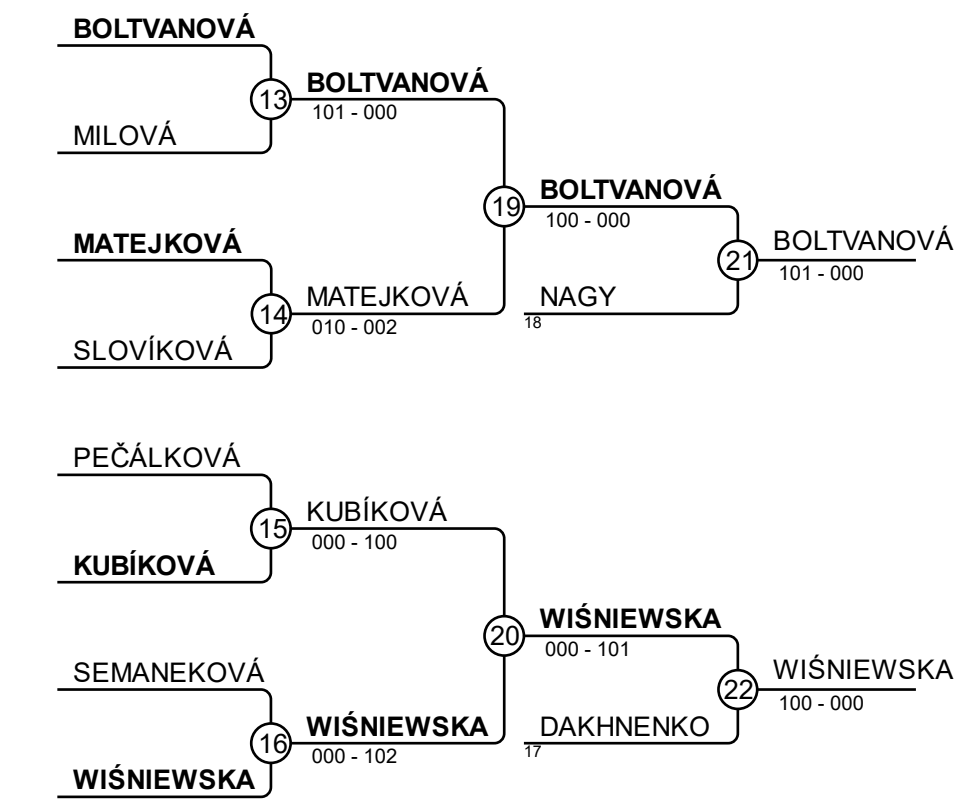 BOLTVANOVÁ
13
BOLTVANOVÁ
101 - 000
MILOVÁ
19
BOLTVANOVÁ
100 - 000
MATEJKOVÁ
14
MATEJKOVÁ
010 - 002
SLOVÍKOVÁ
NAGY
18
21
BOLTVANOVÁ
101 - 000
PEČÁLKOVÁ
15
KUBÍKOVÁ
000 - 100
KUBÍKOVÁ
20
WIŚNIEWSKA
000 - 101
SEMANEKOVÁ
16
WIŚNIEWSKA
000 - 102
WIŚNIEWSKA
DAKHNENKO
17
22
WIŚNIEWSKA
100 - 000